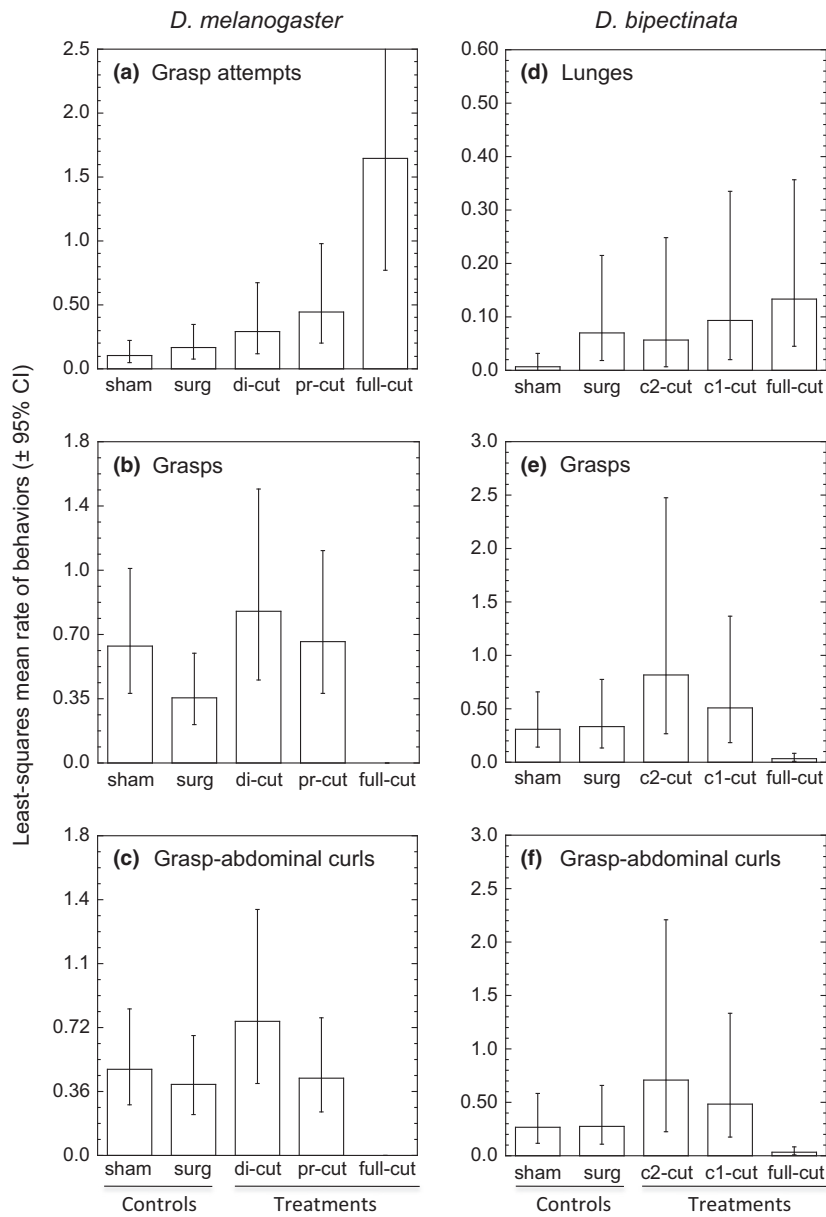 D. melanogaster
D. bipectinata
Least-squares mean rate of behaviors (± 95% CI)
(a) Grasp attempts
2.5
2.0
1.5
1.0
0.50
0.0
sham surg di-cut pr-cut full-cut
(d) Lunges
0.60
0.50
0.40
0.30
0.20
0.10
0.0
sham surg c2-cut c1-cut full-cut
(b) Grasps
1.8
1.4
1.0
0.70
0.35
0.0
sham surg di-cut pr-cut full-cut
(e) Grasps
3.0
2.5
2.0
1.5
1.0
0.50
0.0
sham surg c2-cut c1-cut full-cut
(c) Grasp-abdominal curls
1.8
1.4
1.1
0.72
0.36
0.0
sham surg di-cut pr-cut full-cut
Controls Treatments
(f) Grasp-abdominal curls
3.0
2.5
2.0
1.5
1.0
0.50
0.0
sham surg c2-cut c1-cut full-cut
Controls Treatments